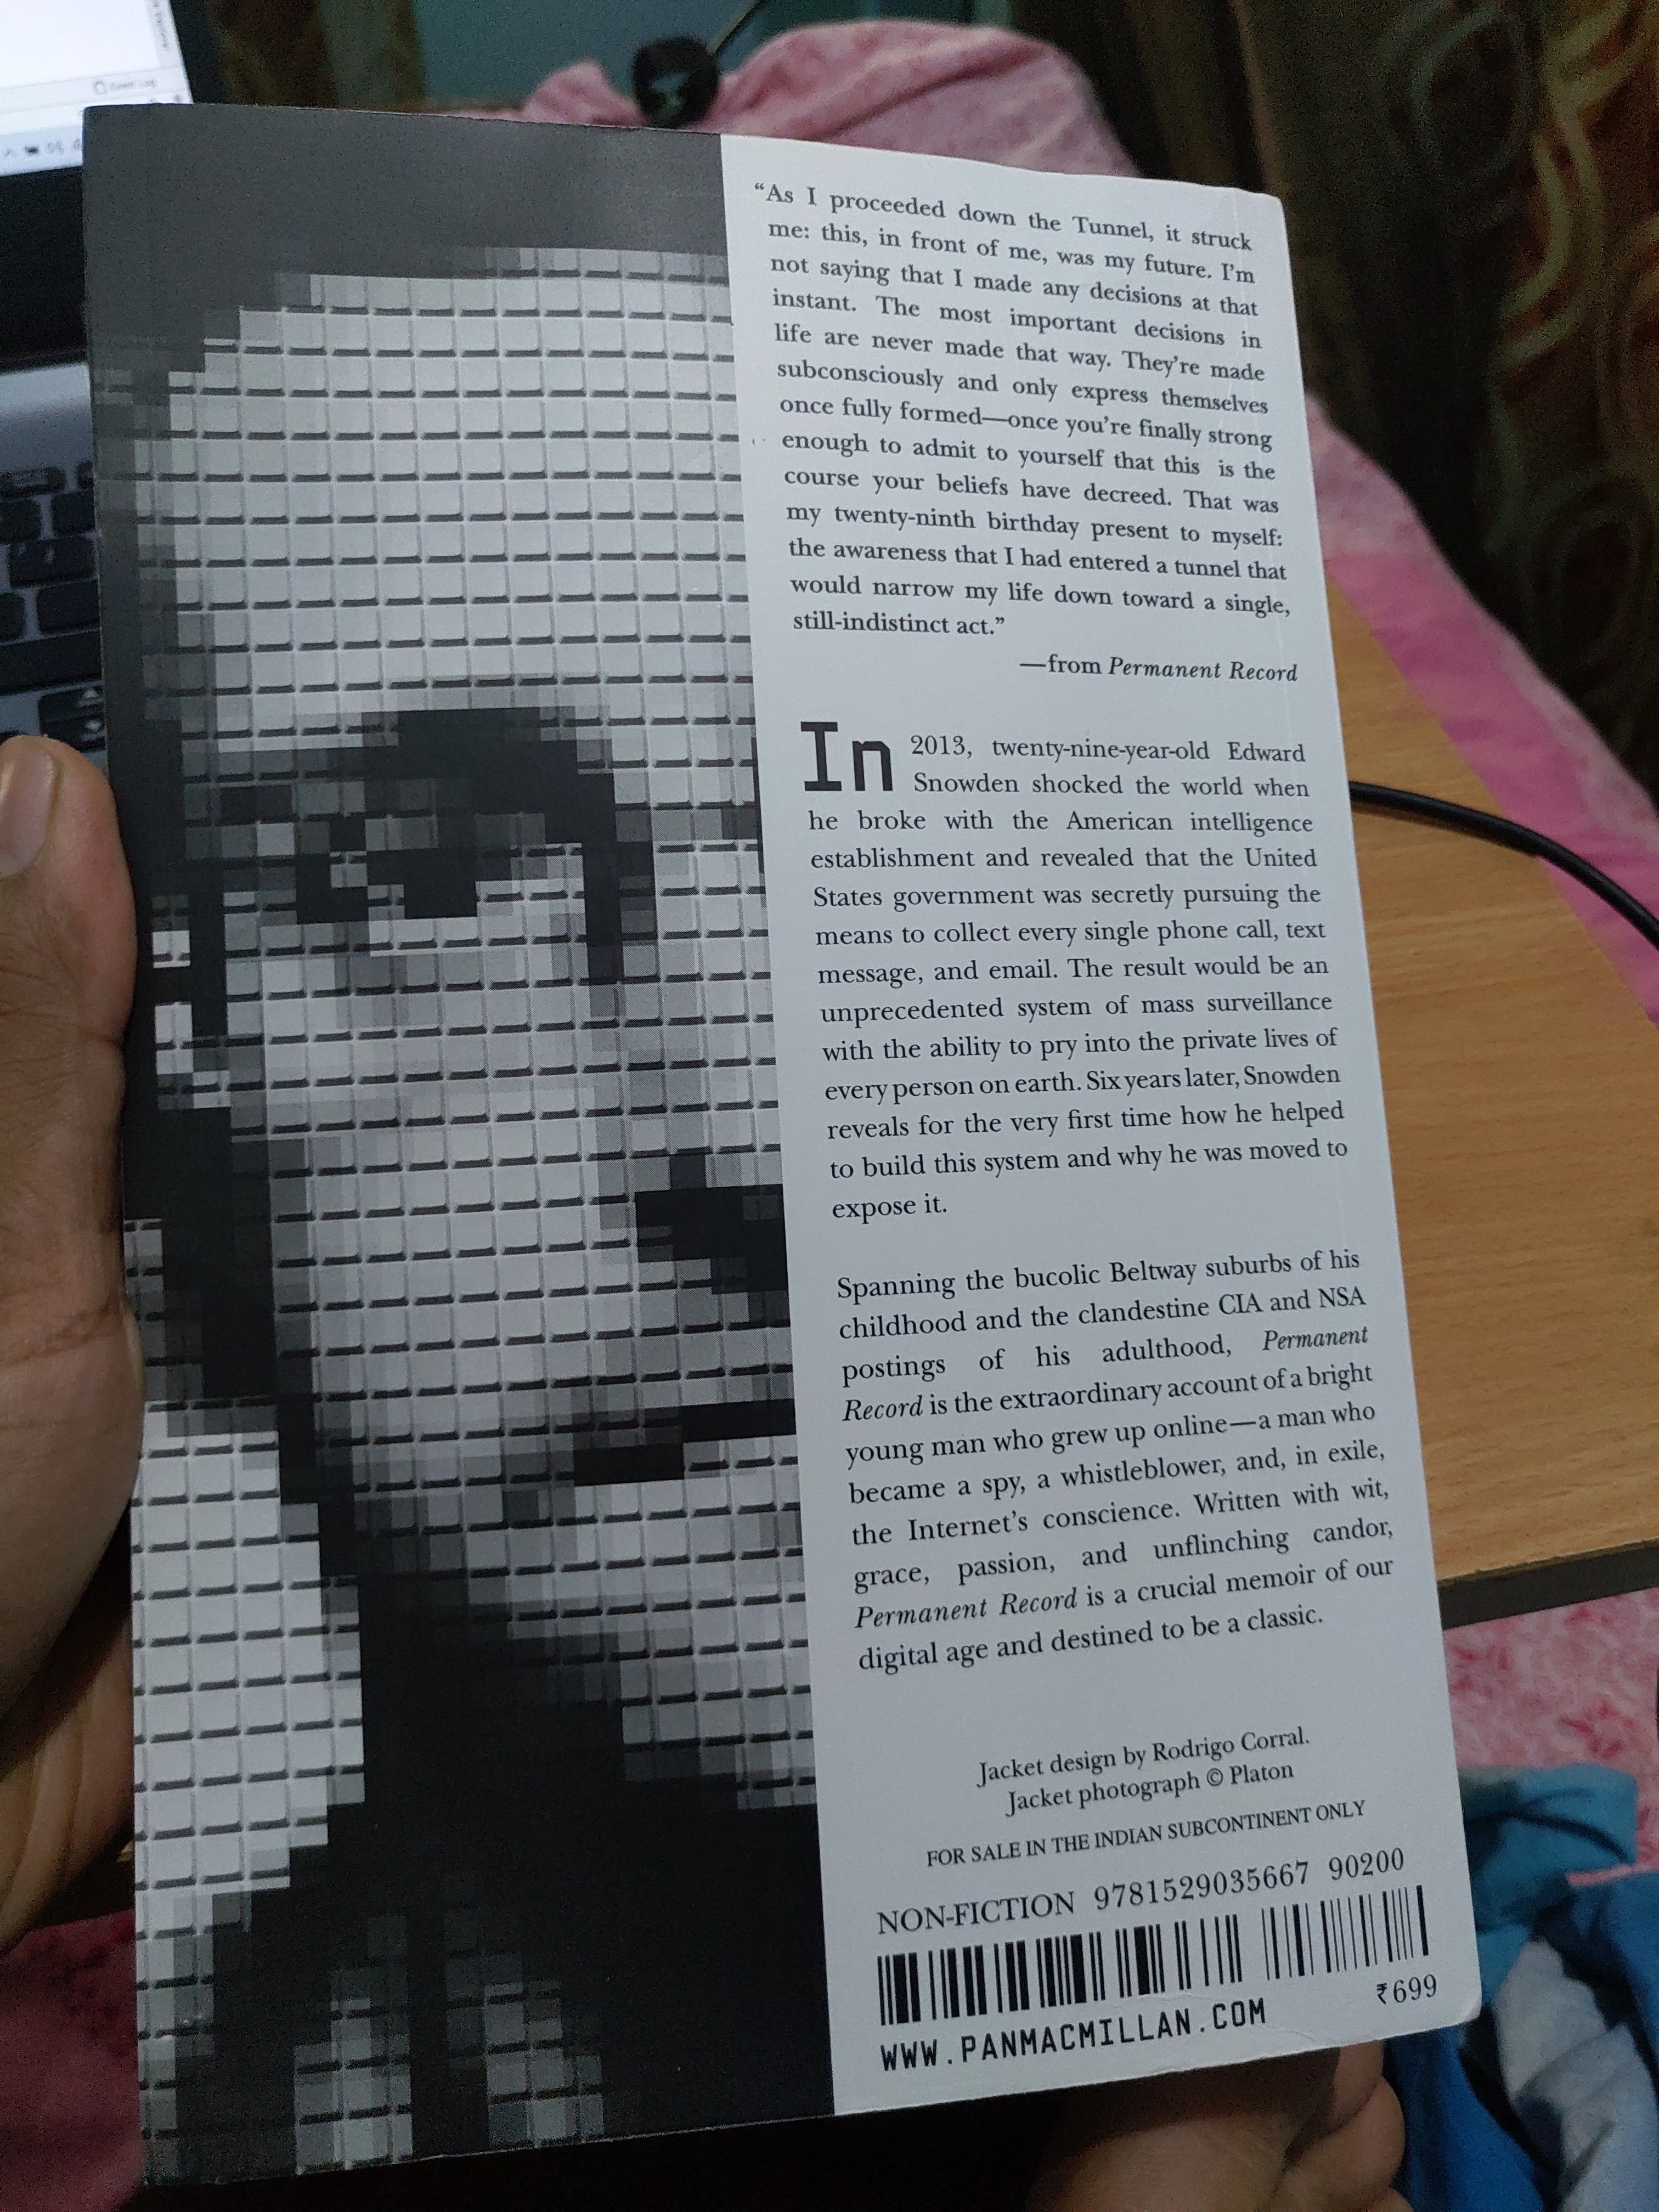 “As I proceeded down the Tunnel, it struck
me: this, in front of me, was my future. I’m
not saying that I made any decisions at that
instant. The most important decisions in
life are never made that way. They’re made
subconsciously and only express themselves
once fully formed—once you’re finally strong
enough to admit to yourself that this is the
course your beliefs have decreed. That was
my twenty-ninth birthday present to myself:
the awareness that I had entered a tunnel that
would narrow my life down toward a single,
still-indistinct act.”
—from Permanent Record
In 2013, twenty-nine-year-old Edward
Snowden shocked the world when
he broke with the American intelligence
establishment and revealed that the United
States government was secretly pursuing the
means to collect every single phone call, text
message, and email. The result would be an
unprecedented system of mass surveillance
with the ability to pry into the private lives of
every person on earth. Six years later, Snowden
reveals for the very first time how he helped
to build this system and why he was moved to
expose it.
Spanning the bucolic Beltway suburbs of his
childhood and the clandestine CIA and NSA
postings of his adulthood, Permanent
Record is the extraordinary account of a bright
young man who grew up online—a man who
became a spy, a whistleblower, and, in exile,
the Internet’s conscience. Written with wit,
grace, passion, and unflinching candor,
Permanent Record is a crucial memoir of our
digital age and destined to be a classic.
Jacket design by Rodrigo Corral.
Jacket photograph © Platon
FOR SALE IN THE INDIAN SUBCONTINENT ONLY
NON-FICTION 9781529035667 90200
₹699
WWW.PANMACMILLAN.COM